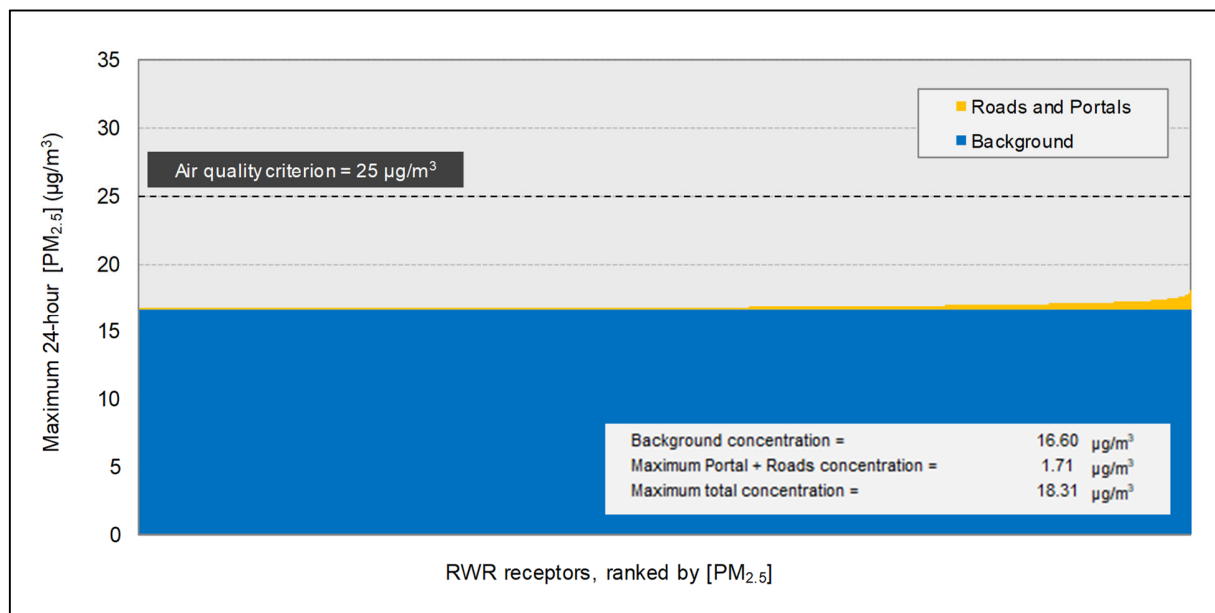 35
30
25
20
15
10
5
0
Maximum 24-hour [PM2.5] (µg/m3)
Roads and Portals
Background
Air quality criterion = 25 µg/m3
Background concentration = 16.60 µg/m3
Maximum Portal + Roads concentration = 1.71 µg/m3
Maximum total concentration = 18.31 µg/m3
RWR receptors, ranked by [PM2.5]